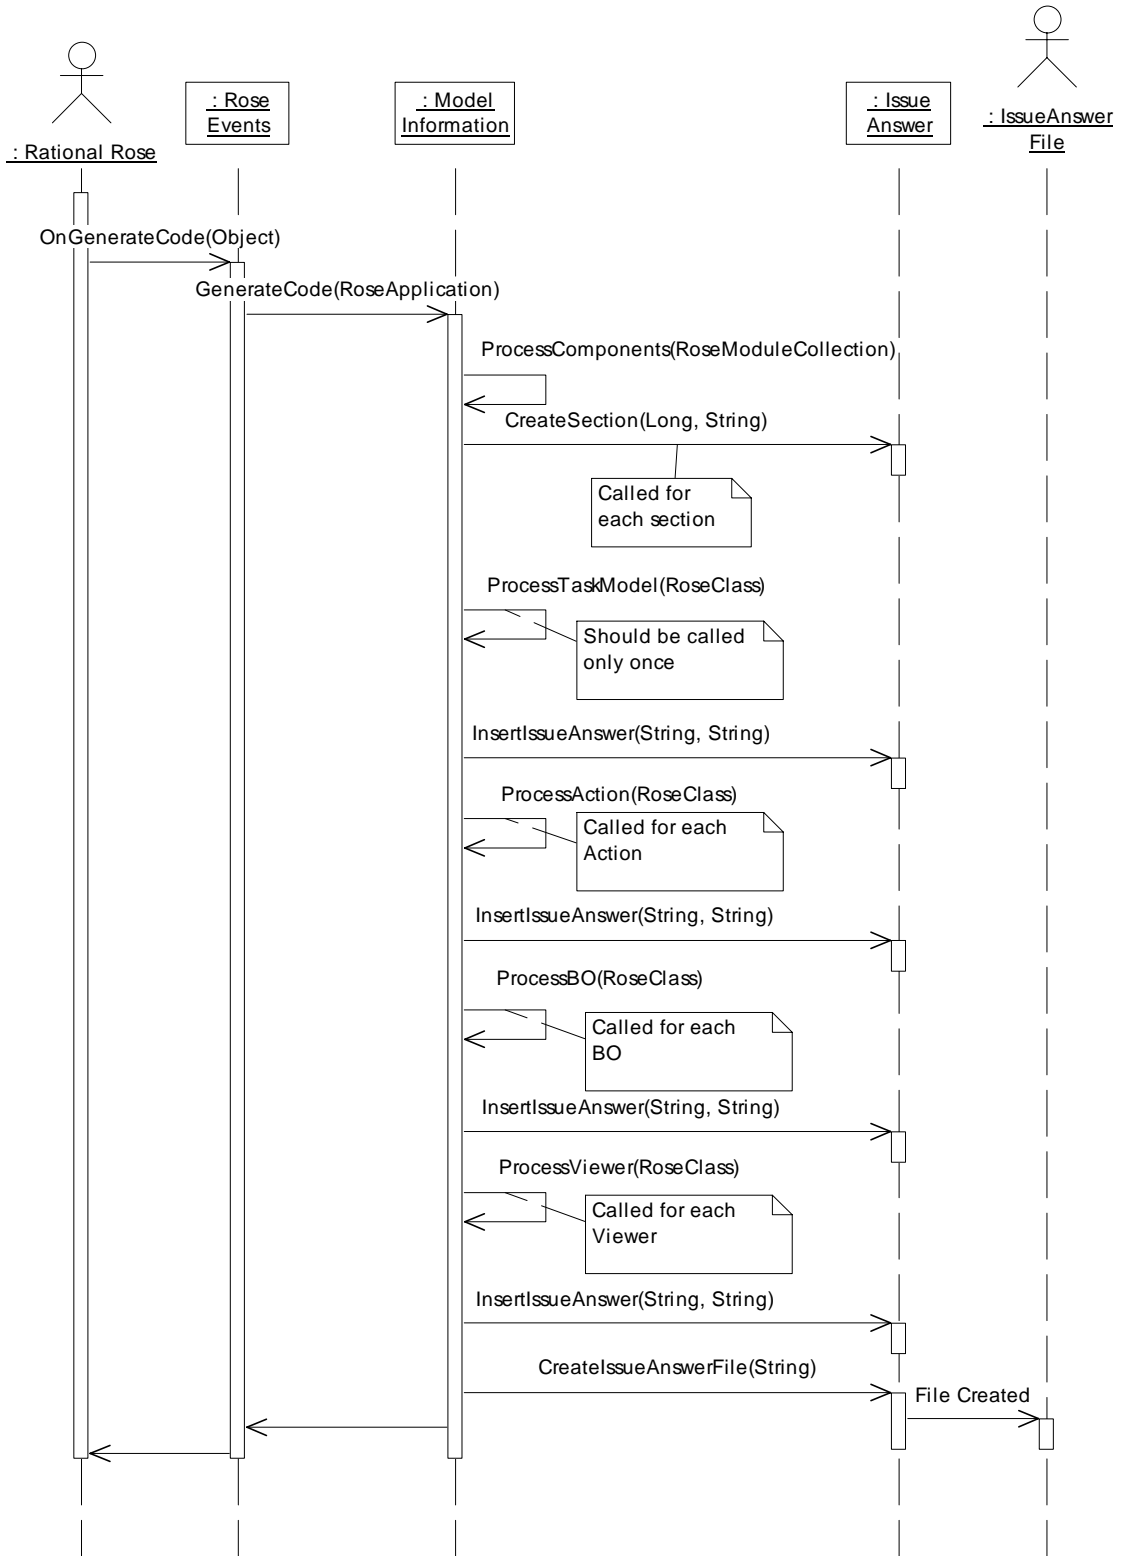 : Rational Rose
: Rose
Events
: Model
Information
: Issue
Answer
: IssueAnswer
File
OnGenerateCode(Object)
GenerateCode(RoseApplication)
ProcessComponents(RoseModuleCollection)
CreateSection(Long, String)
Called for
each section
ProcessTaskModel(RoseClass)
Should be called
only once
InsertIssueAnswer(String, String)
ProcessAction(RoseClass)
Called for each
Action
InsertIssueAnswer(String, String)
ProcessBO(RoseClass)
Called for each
BO
InsertIssueAnswer(String, String)
ProcessViewer(RoseClass)
Called for each
Viewer
InsertIssueAnswer(String, String)
CreateIssueAnswerFile(String)
File Created